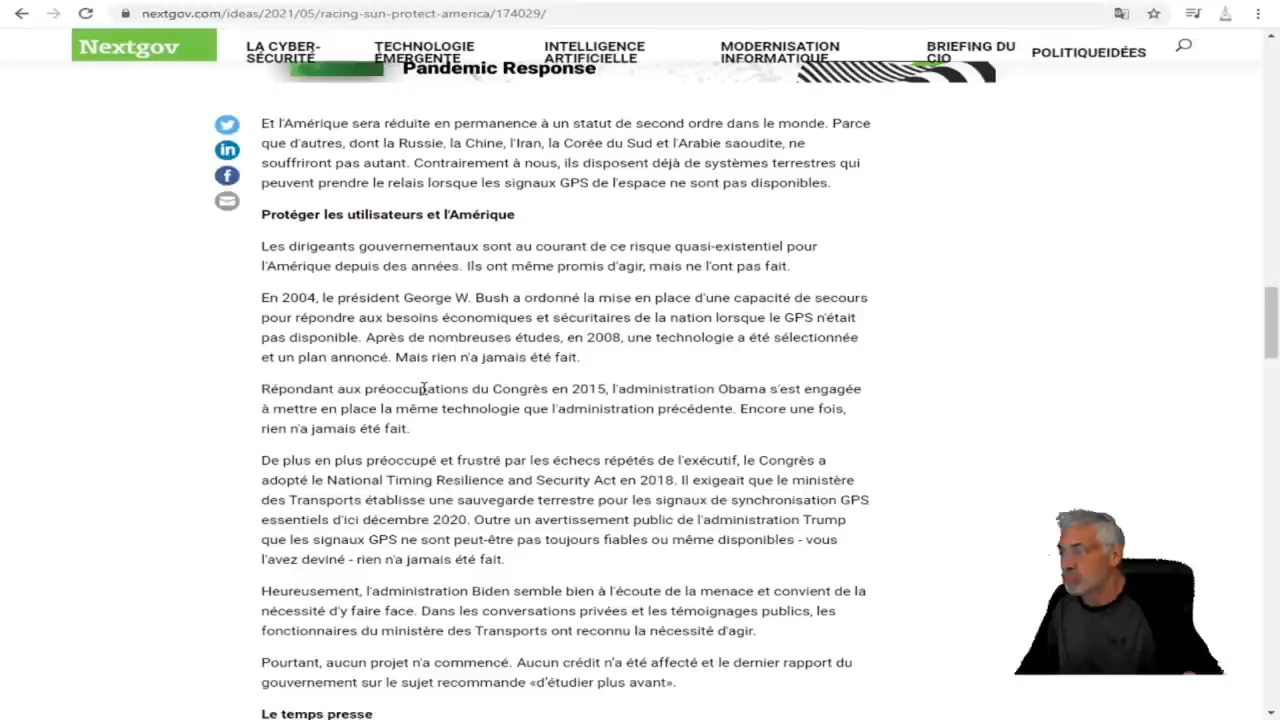 nextgov.com/ideas/2021/05/racing-sun-protect-america/174029/
Nextgov
LA CYBER-
SÉCURITÉ
TECHNOLOGIE
ÉMERGENTE
INTELLIGENCE
ARTIFICIELLE
MODERNISATION
INFORMATIQUE
BRIEFING DU
CIO
POLITIQUEIDÉES
Pandemic Response
Et l'Amérique sera réduite en permanence à un statut de second ordre dans le monde. Parce
que d'autres, dont la Russie, la Chine, l'Iran, la Corée du Sud et l'Arabie saoudite, ne
souffriront pas autant. Contrairement à nous, ils disposent déjà de systèmes terrestres qui
peuvent prendre le relais lorsque les signaux GPS de l'espace ne sont pas disponibles.
Protéger les utilisateurs et l'Amérique
Les dirigeants gouvernementaux sont au courant de ce risque quasi-existentiel pour
l'Amérique depuis des années. Ils ont même promis d'agir, mais ne l'ont pas fait.
En 2004, le président George W. Bush a ordonné la mise en place d'une capacité de secours
pour répondre aux besoins économiques et sécuritaires de la nation lorsque le GPS n'était
pas disponible. Après de nombreuses études, en 2008, une technologie a été sélectionnée
et un plan annoncé. Mais rien n'a jamais été fait.
Répondant aux préoccupations du Congrès en 2015, l'administration Obama s'est engagée
à mettre en place la même technologie que l'administration précédente. Encore une fois,
rien n'a jamais été fait.
De plus en plus préoccupé et frustré par les échecs répétés de l'exécutif, le Congrès a
adopté le National Timing Resilience and Security Act en 2018. Il exigeait que le ministère
des Transports établisse une sauvegarde terrestre pour les signaux de synchronisation GPS
essentiels d'ici décembre 2020. Outre un avertissement public de l'administration Trump
que les signaux GPS ne sont peut-être pas toujours fiables ou même disponibles - vous
l'avez deviné - rien n'a jamais été fait.
Heureusement, l'administration Biden semble bien à l'écoute de la menace et convient de la
nécessité d'y faire face. Dans les conversations privées et les témoignages publics, les
fonctionnaires du ministère des Transports ont reconnu la nécessité d'agir.
Pourtant, aucun projet n'a commencé. Aucun crédit n'a été affecté et le dernier rapport du
gouvernement sur le sujet recommande «d'étudier plus avant».
Le temps presse